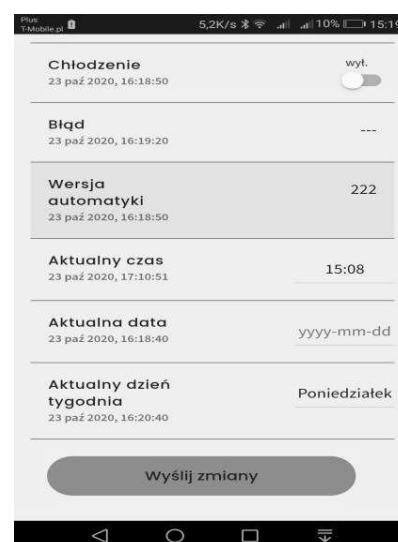 Plus
T-Mobile.pl 5,2K/s 10% 15:19
Chłodzenie wył.
23 paź 2020, 16:18:50
Błąd ---
23 paź 2020, 16:19:20
Wersja
automatyki 222
23 paź 2020, 16:18:50
Aktualny czas 15:08
23 paź 2020, 17:10:51
Aktualna data yyyy-mm-dd
23 paź 2020, 16:18:40
Aktualny dzień
tygodnia Poniedziałek
23 paź 2020, 16:20:40
Wyślij zmiany